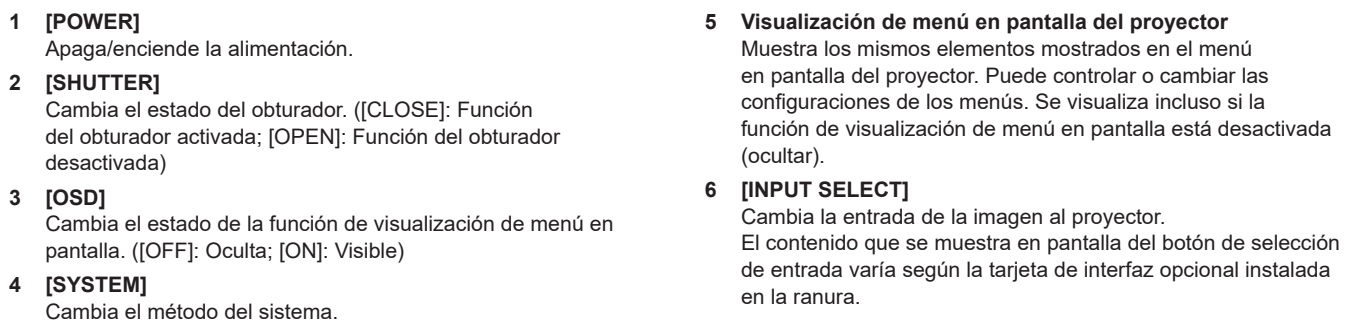 1 [POWER]
Apaga/enciende la alimentación.
2 [SHUTTER]
Cambia el estado del obturador. ([CLOSE]: Función
del obturador activada; [OPEN]: Función del obturador
desactivada)
3 [OSD]
Cambia el estado de la función de visualización de menú en
pantalla. ([OFF]: Oculta; [ON]: Visible)
4 [SYSTEM]
Cambia el método del sistema.
5 Visualización de menú en pantalla del proyector
Muestra los mismos elementos mostrados en el menú
en pantalla del proyector. Puede controlar o cambiar las
configuraciones de los menús. Se visualiza incluso si la
función de visualización de menú en pantalla está desactivada
(ocultar).
6 [INPUT SELECT]
Cambia la entrada de la imagen al proyector.
El contenido que se muestra en pantalla del botón de selección
de entrada varía según la tarjeta de interfaz opcional instalada
en la ranura.